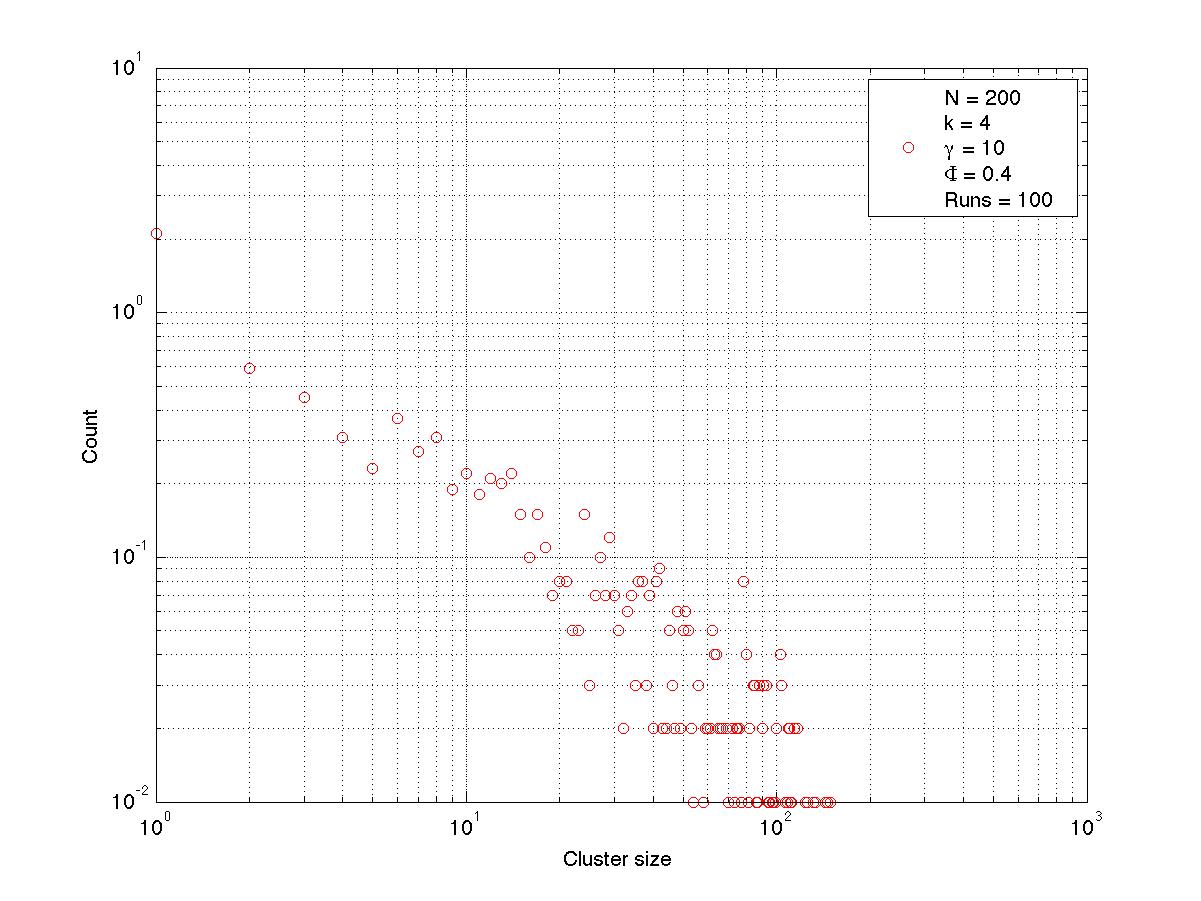 10^1
N = 200
k = 4
γ = 10
Φ = 0.4
Runs = 100
10^0
Count
10^-1
10^-2
10^0 10^1 10^2 10^3
Cluster size